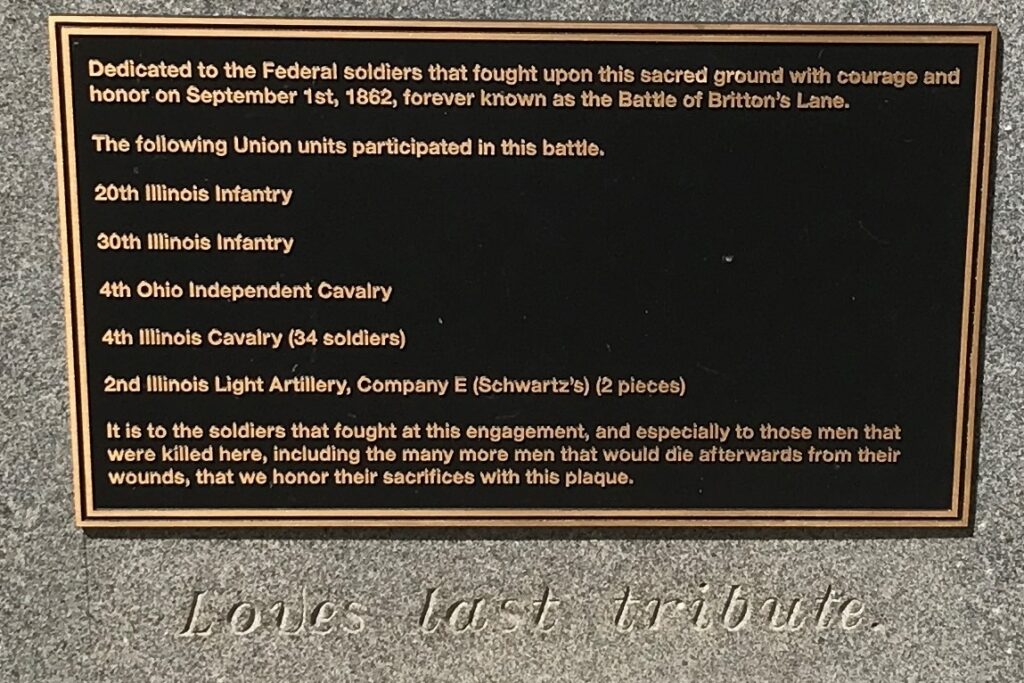 Dedicated to the Federal soldiers that fought upon this sacred ground with courage and
honor on September 1st, 1862, forever known as the Battle of Britton's Lane.
The following Union units participated in this battle.
20th Illinois Infantry
30th Illinois Infantry
4th Ohio Independent Cavalry
4th Illinois Cavalry (34 soldiers)
2nd Illinois Light Artillery, Company E (Schwartz's) (2 pieces)
It is to the soldiers that fought at this engagement, and especially to those men that
were killed here, including the many more men that would die afterwards from their
wounds, that we honor their sacrifices with this plaque.
Loves last tribute.